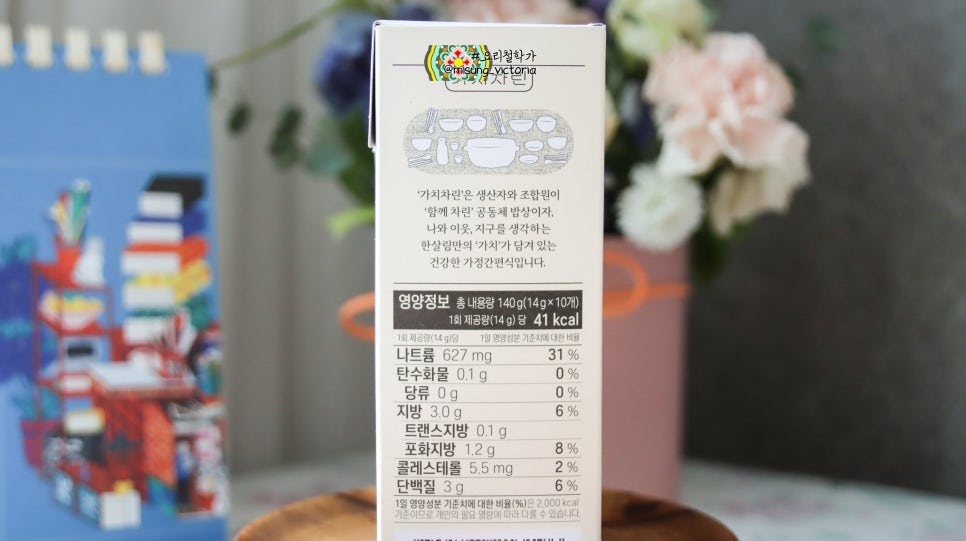 #요리철학가
@misung_victoria
가치차린
‘가치차린’은 생산자와 조합원이
‘함께 차린’ 공동체 밥상이자,
나와 이웃, 지구를 생각하는
한살림만의 ‘가치’가 담겨 있는
건강한 가정간편식입니다.
영양정보 총 내용량 140g(14g×10개)
1회 제공량(14g) 당 41 kcal
1회 제공량(14g)당 1일 영양성분 기준치에 대한 비율
나트륨 627 mg 31 %
탄수화물 0.1 g 0 %
당류 0 g 0 %
지방 3.0 g 6 %
트랜스지방 0.1 g
포화지방 1.2 g 8 %
콜레스테롤 5.5 mg 2 %
단백질 3 g 6 %
1일 영양성분 기준치에 대한 비율(%)은 2,000 kcal
기준이므로 개인의 필요 열량에 따라 다를 수 있습니다.